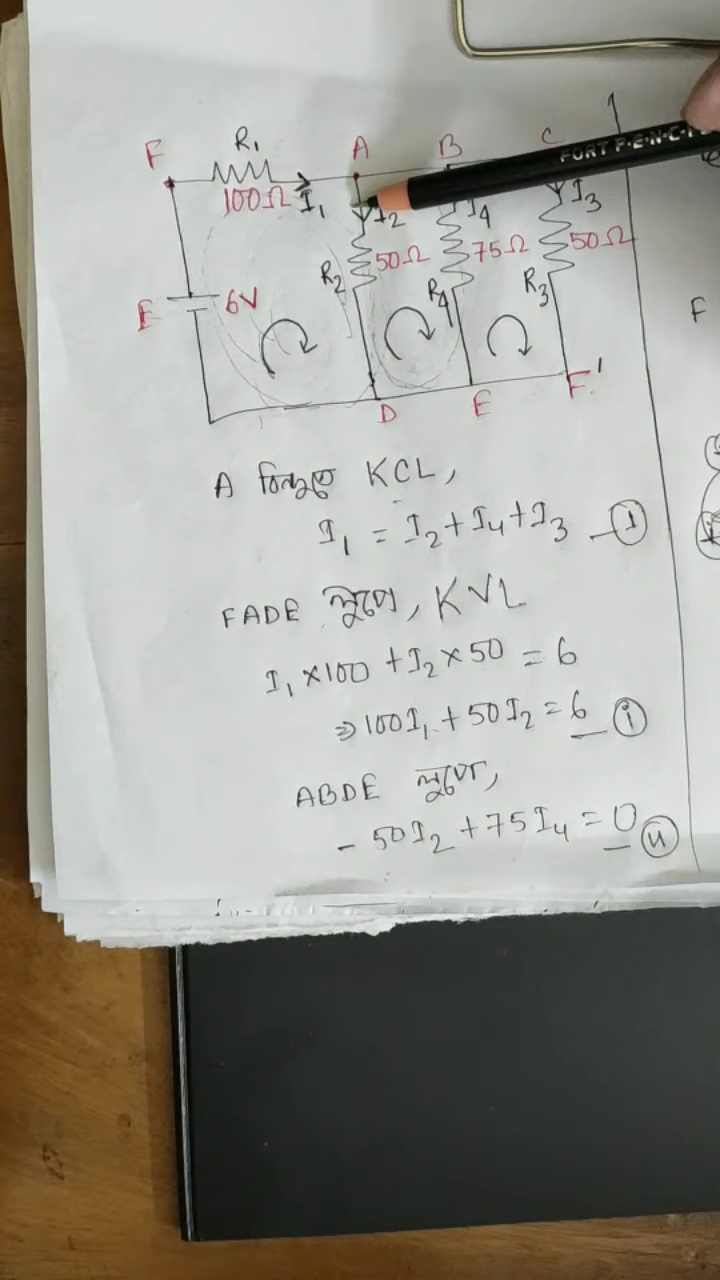 R₁
F
A
B
C
FORT P-E-N-C-I
100Ω
I₁
I₂
I₄
I₃
50Ω
75Ω
50Ω
R₂
R₄
R₃
E
6V
F
D
E
F'
A বিন্দুতে KCL,
I₁ = I₂+I₄+I₃ —(I)
FADE লুপে, KVL
I₁×100 +I₂×50 = 6
⇒100I₁+50I₂=6 —(i)
ABDE লুপে,
- 50I₂+75I₄=0 —(ii)